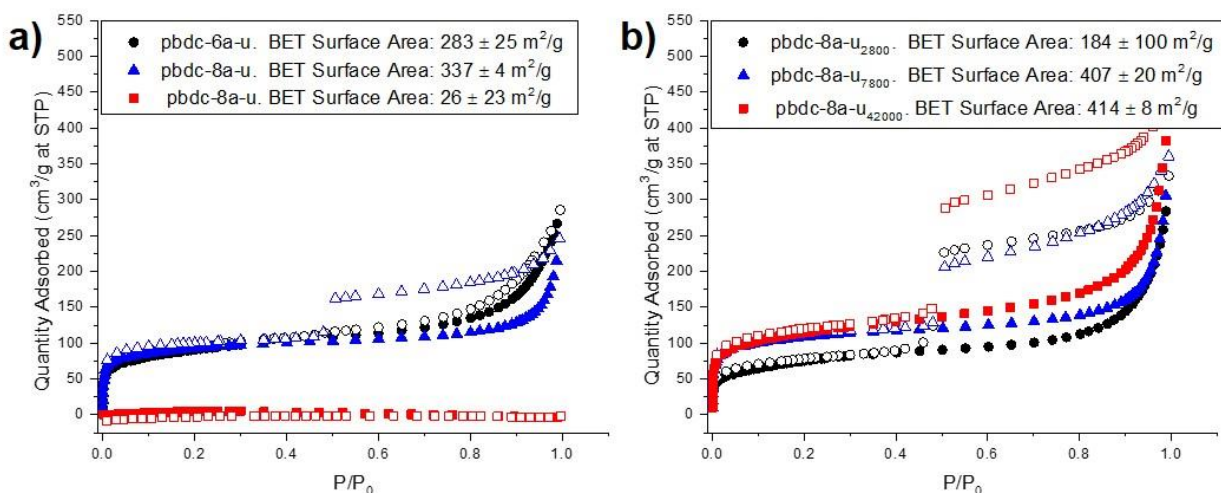 a)
pbdc-6a-u. BET Surface Area: 283 ± 25 m²/g
pbdc-8a-u. BET Surface Area: 337 ± 4 m²/g
pbdc-8a-u. BET Surface Area: 26 ± 23 m²/g
550
500
450
400
350
300
250
200
150
100
50
0
Quantity Adsorbed (cm³/g at STP)
0.0 0.2 0.4 0.6 0.8 1.0
P/P₀
b)
pbdc-8a-u₂₈₀₀. BET Surface Area: 184 ± 100 m²/g
pbdc-8a-u₇₈₀₀. BET Surface Area: 407 ± 20 m²/g
pbdc-8a-u₄₂₀₀₀. BET Surface Area: 414 ± 8 m²/g
550
500
450
400
350
300
250
200
150
100
50
0
Quantity Adsorbed (cm³/g at STP)
0.0 0.2 0.4 0.6 0.8 1.0
P/P₀